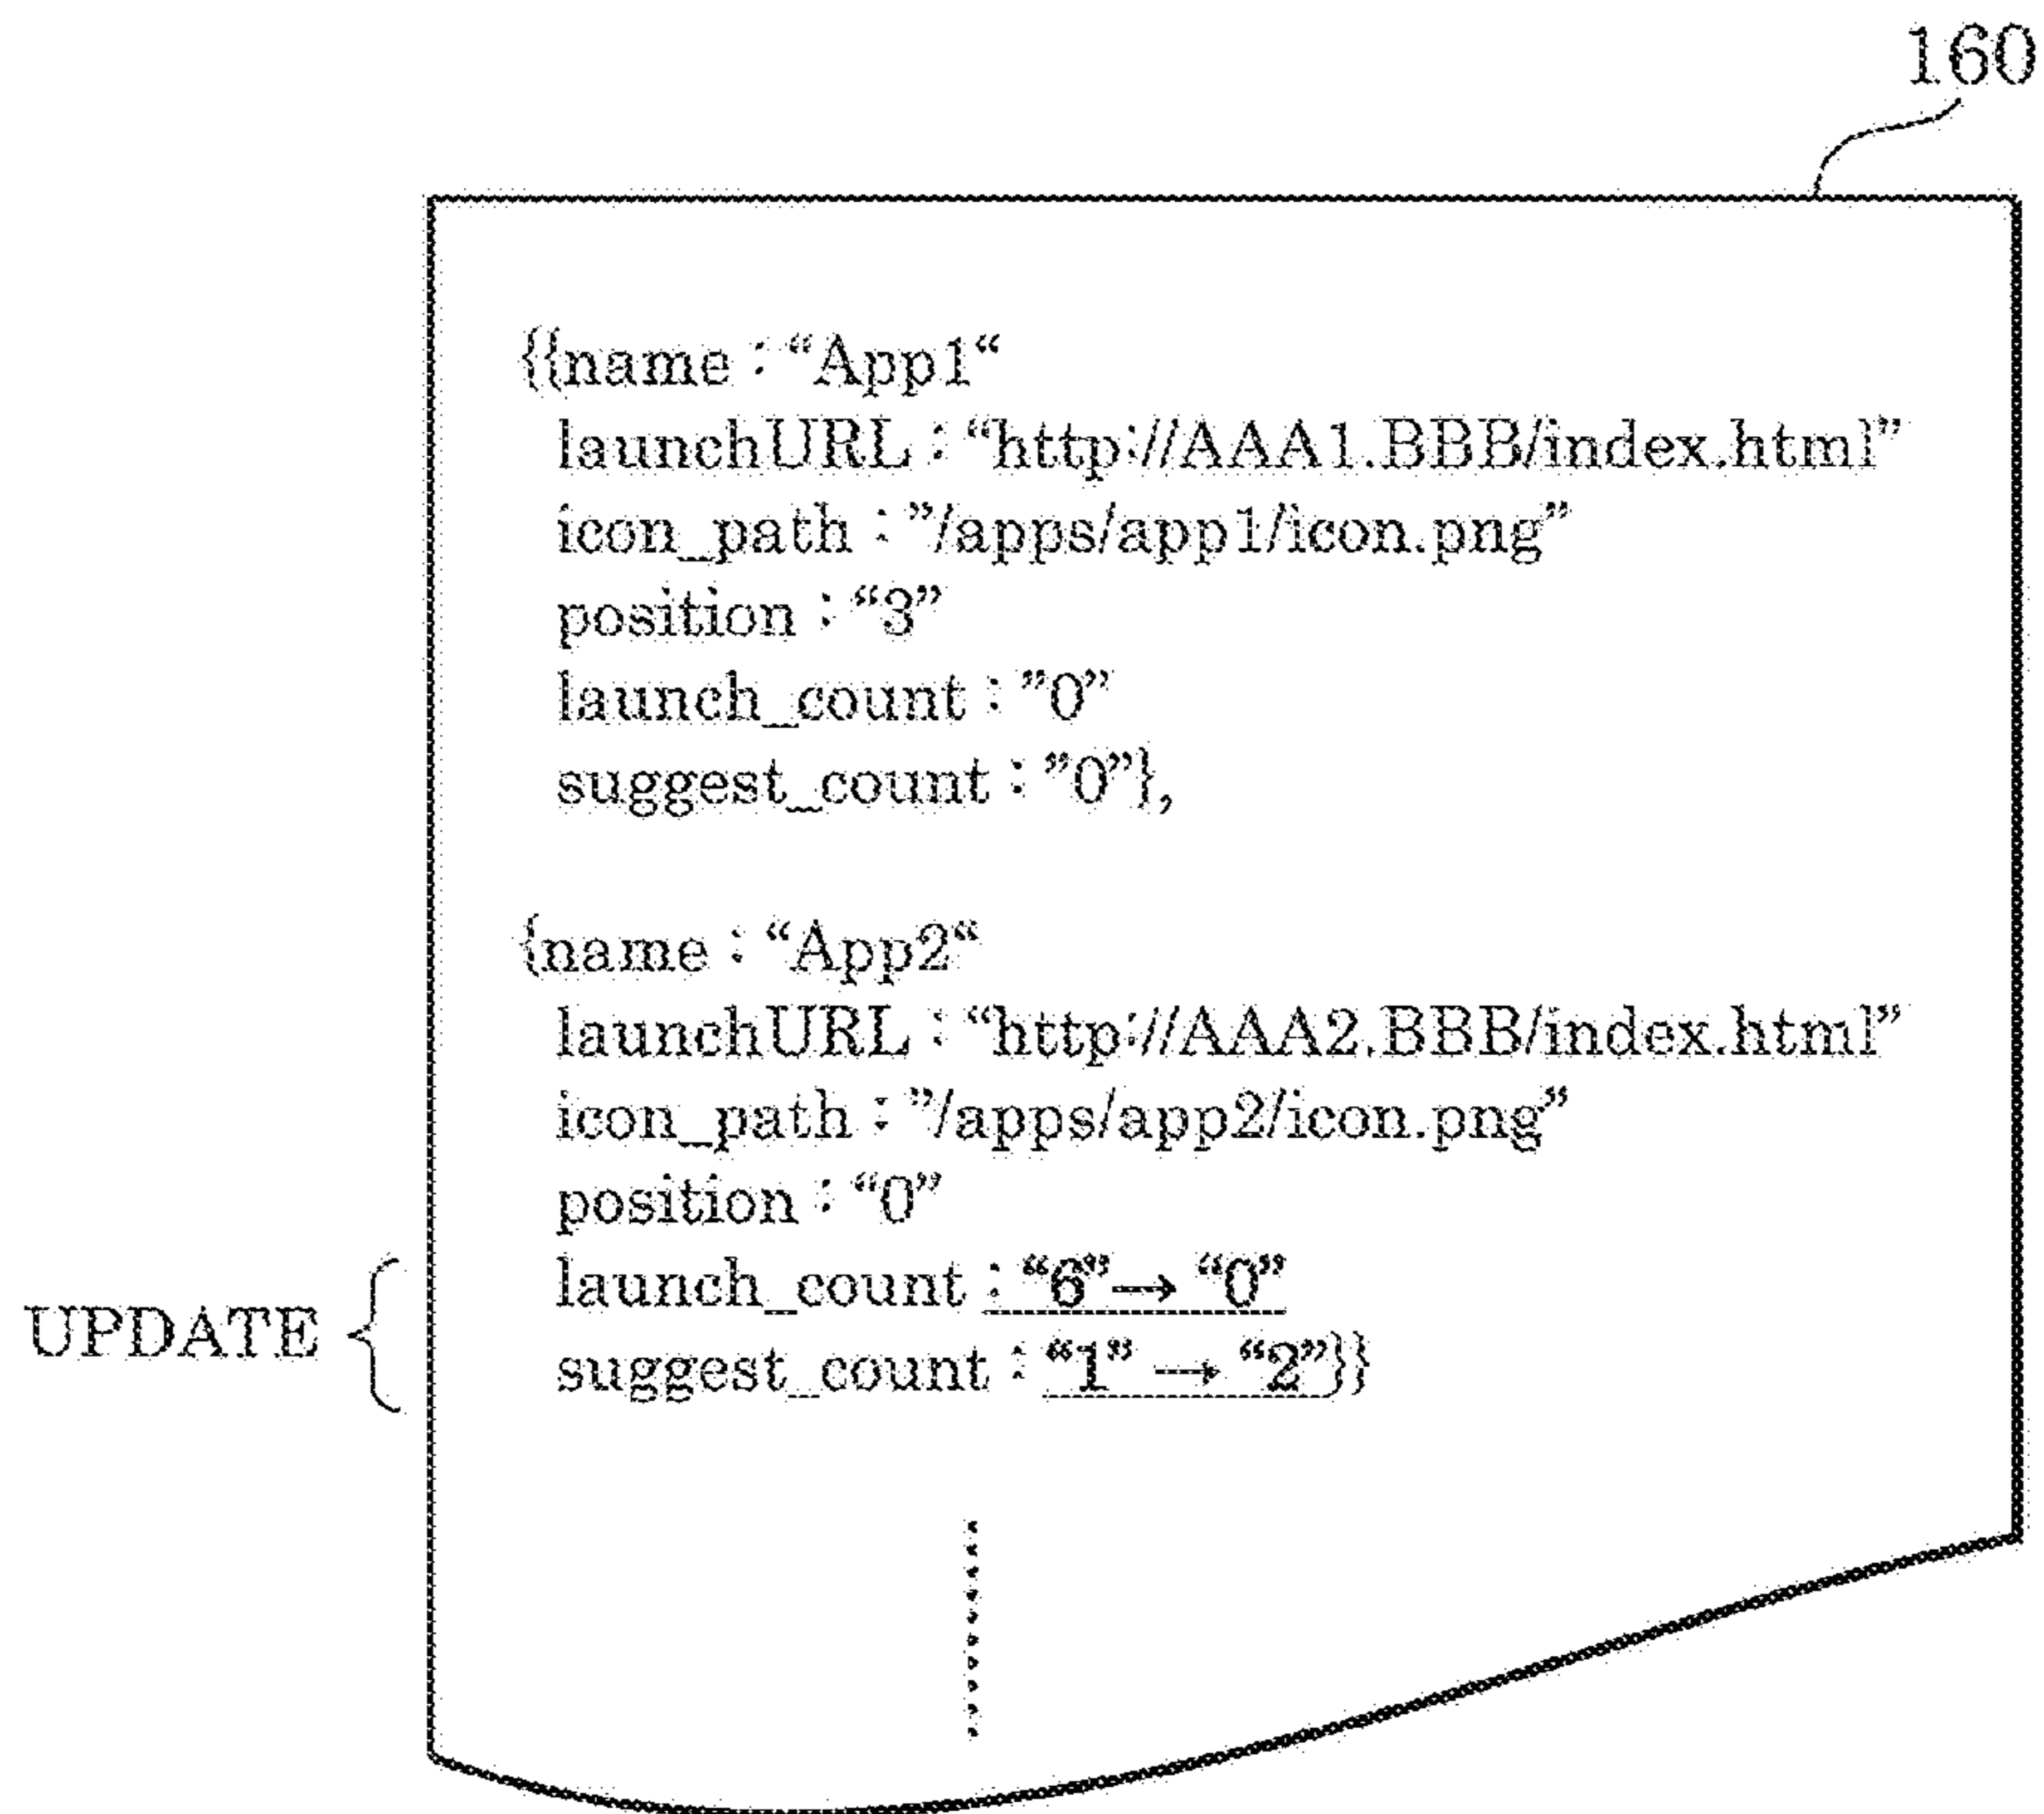 160
{{name : “App1“
launchURL : “http://AAA1.BBB/index.html”
icon_path : ”/apps/app1/icon.png”
position : “3”
launch_count : ”0”
suggest_count : ”0”},
{name : “App2“
launchURL : “http://AAA2.BBB/index.html”
icon_path : ”/apps/app2/icon.png”
position : “0”
launch_count : “6”→ “0”
UPDATE {
suggest_count : “1” → “2”}}